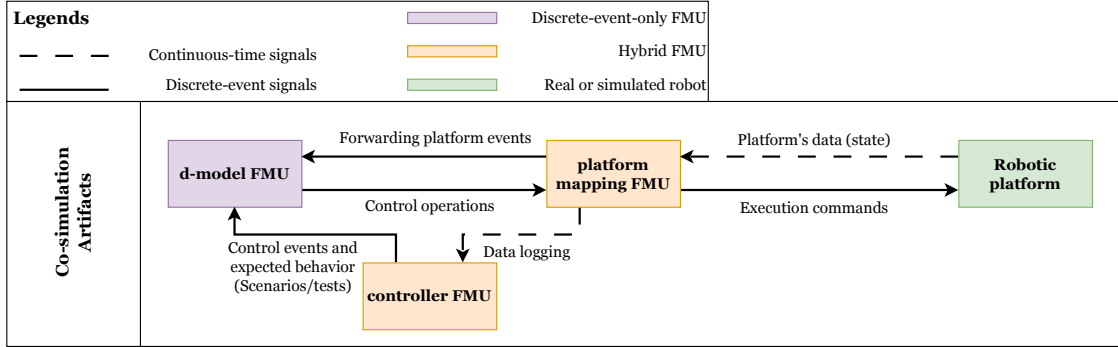 Legends
Continuous-time signals
Discrete-event signals
Discrete-event-only FMU
Hybrid FMU
Real or simulated robot
Co-simulation
Artifacts
Forwarding platform events
Platform's data (state)
d-model FMU
platform
mapping FMU
Robotic
platform
Control operations
Execution commands
Control events and
expected behavior
(Scenarios/tests)
Data logging
controller FMU